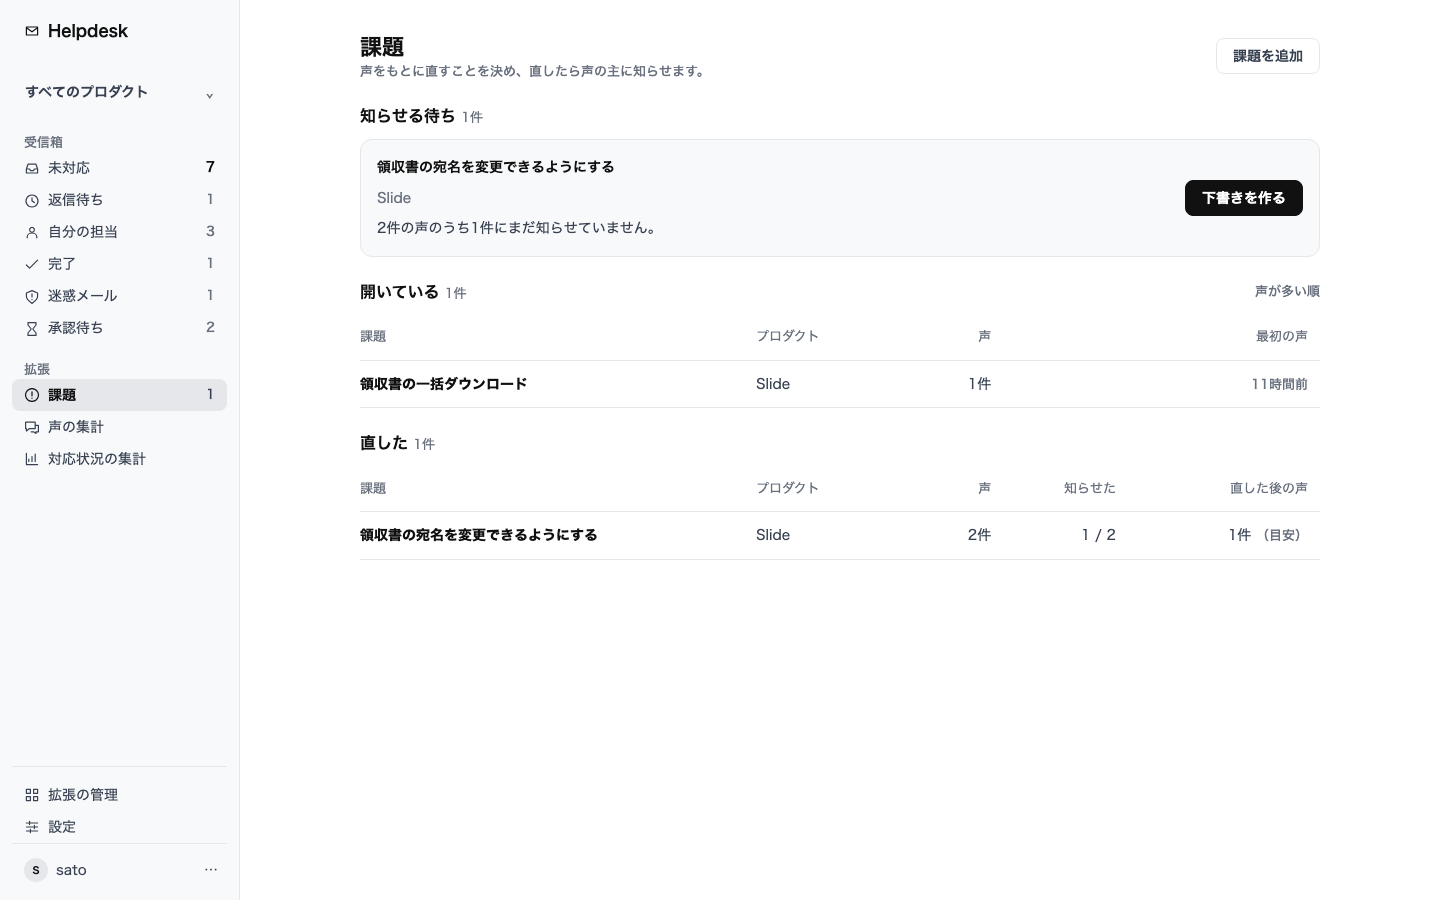 Helpdesk
すべてのプロダクト
受信箱
未対応 7
返信待ち 1
自分の担当 3
完了 1
迷惑メール 1
承認待ち 2
拡張
課題 1
声の集計
対応状況の集計
拡張の管理
設定
S sato ...
課題
声をもとに直すことを決め、直したら声の主に知らせます。
課題を追加
知らせる待ち 1件
領収書の宛名を変更できるようにする
Slide
2件の声のうち1件にまだ知らせていません。
下書きを作る
開いている 1件 声が多い順
課題 プロダクト 声 最初の声
領収書の一括ダウンロード Slide 1件 11時間前
直した 1件
課題 プロダクト 声 知らせた 直した後の声
領収書の宛名を変更できるようにする Slide 2件 1 / 2 1件 （目安）